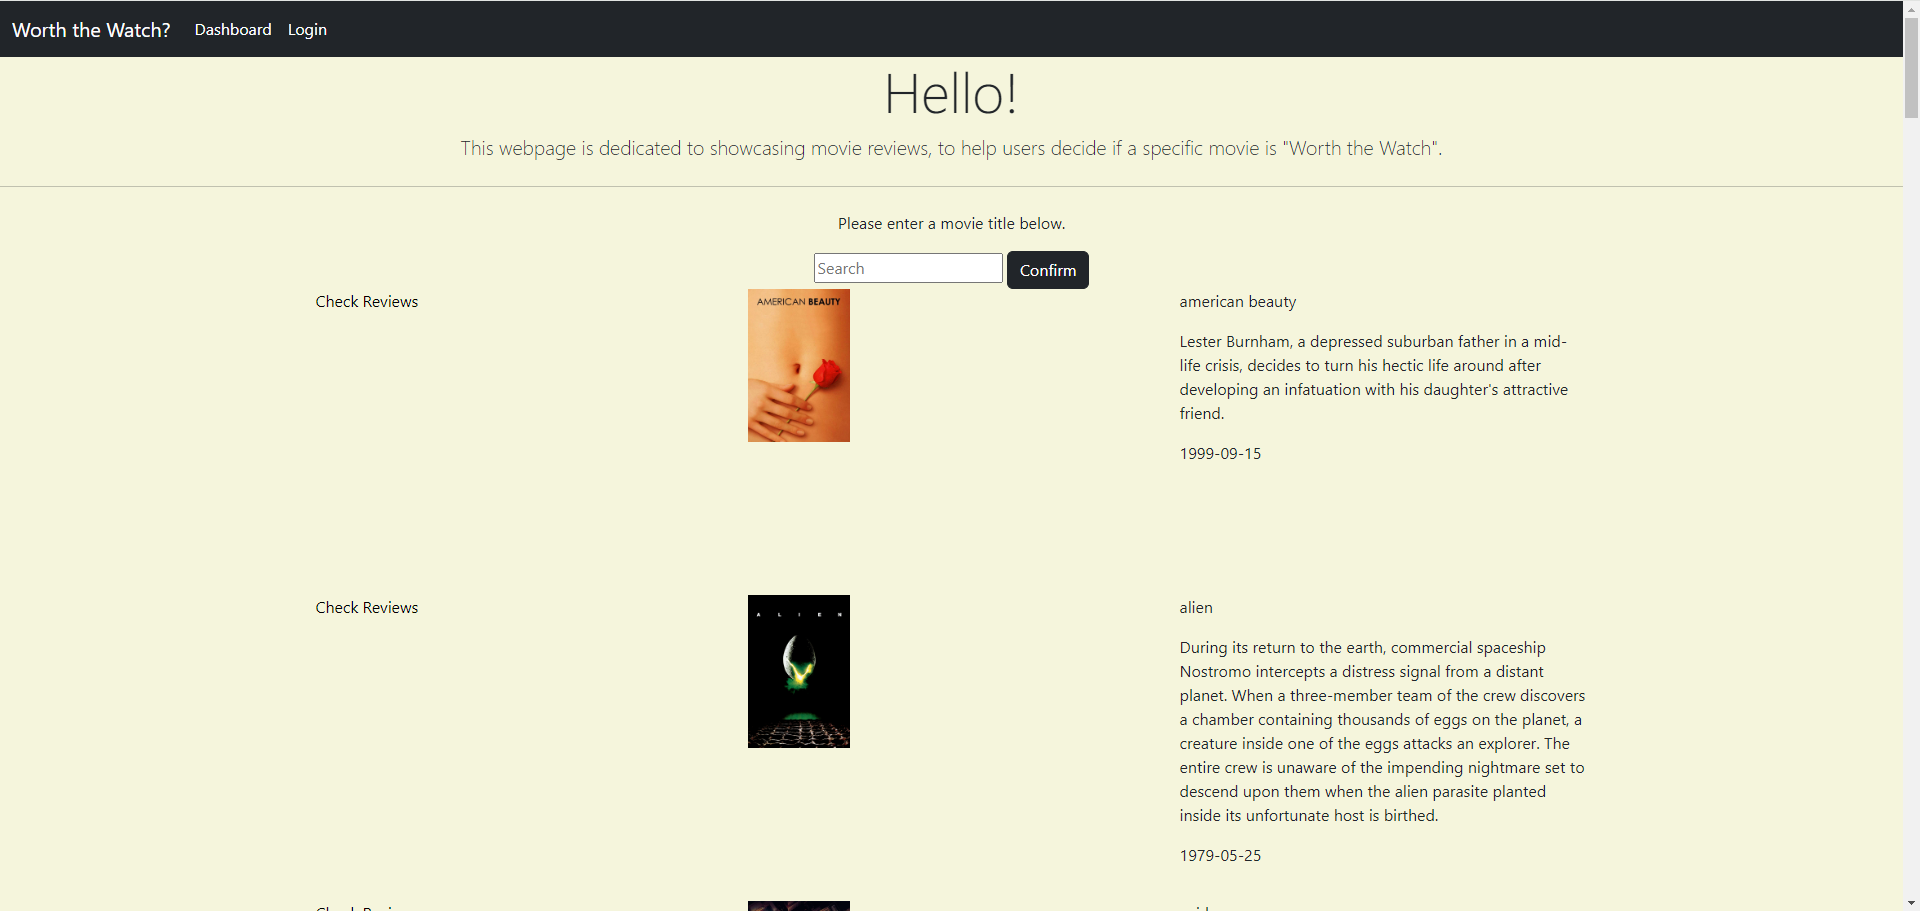 Worth the Watch? Dashboard Login
Hello!
This webpage is dedicated to showcasing movie reviews, to help users decide if a specific movie is "Worth the Watch".
Please enter a movie title below.
Search Confirm
Check Reviews
AMERICAN BEAUTY
american beauty
Lester Burnham, a depressed suburban father in a mid-
life crisis, decides to turn his hectic life around after
developing an infatuation with his daughter's attractive
friend.
1999-09-15
Check Reviews
A L I E N
alien
During its return to the earth, commercial spaceship
Nostromo intercepts a distress signal from a distant
planet. When a three-member team of the crew discovers
a chamber containing thousands of eggs on the planet, a
creature inside one of the eggs attacks an explorer. The
entire crew is unaware of the impending nightmare set to
descend upon them when the alien parasite planted
inside its unfortunate host is birthed.
1979-05-25